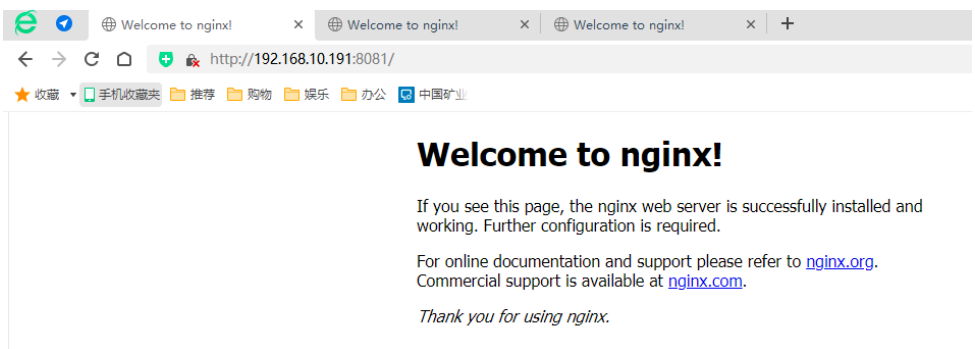 Welcome to nginx!
Welcome to nginx!
Welcome to nginx!
http://192.168.10.191:8081/
收藏 手机收藏夹 推荐 购物 娱乐 办公 中国矿业
Welcome to nginx!
If you see this page, the nginx web server is successfully installed and
working. Further configuration is required.
For online documentation and support please refer to nginx.org.
Commercial support is available at nginx.com.
Thank you for using nginx.